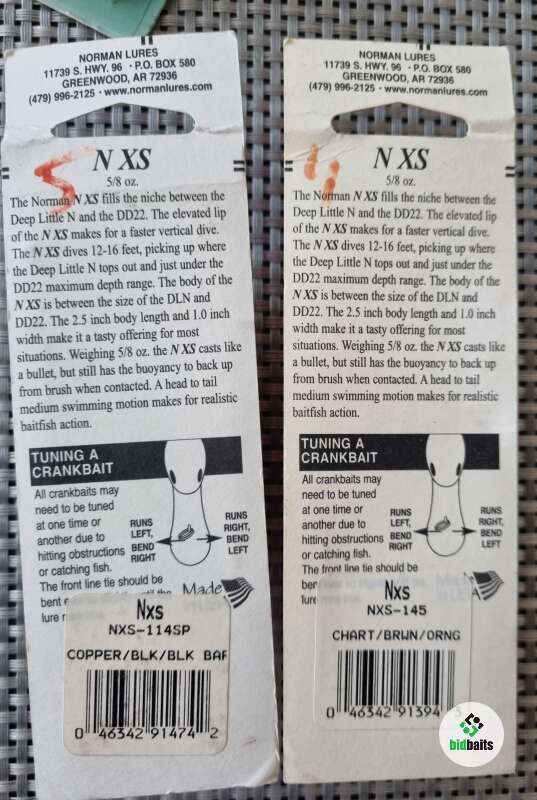 NORMAN LURES
11739 S. HWY. 96 · P.O. BOX 580
GREENWOOD, AR 72936
(479) 996-2125 · www.normanlures.com
N XS
5/8 oz.
The Norman N XS fills the niche between the
Deep Little N and the DD22. The elevated lip
of the N XS makes for a faster vertical dive.
The N XS dives 12-16 feet, picking up where
the Deep Little N tops out and just under the
DD22 maximum depth range. The body of the
N XS is between the size of the DLN and
DD22. The 2.5 inch body length and 1.0 inch
width make it a tasty offering for most
situations. Weighing 5/8 oz. the N XS casts like
a bullet, but still has the buoyancy to back up
from brush when contacted. A head to tail
medium swimming motion makes for realistic
baitfish action.
TUNING A
CRANKBAIT
All crankbaits may
need to be tuned
at one time or
another due to
hitting obstructions
or catching fish.
The front line tie should be
bent
lure
RUNS
LEFT,
BEND
RIGHT
RUNS
RIGHT,
BEND
LEFT
Made
Nxs
NXS-114SP
COPPER/BLK/BLK BAR
0 46342 91474 2
NORMAN LURES
11739 S. HWY. 96 · P.O. BOX 580
GREENWOOD, AR 72936
(479) 996-2125 · www.normanlures.com
N XS
5/8 oz.
The Norman N XS fills the niche between the
Deep Little N and the DD22. The elevated lip
of the N XS makes for a faster vertical dive.
The N XS dives 12-16 feet, picking up where
the Deep Little N tops out and just under the
DD22 maximum depth range. The body of the
N XS is between the size of the DLN and
DD22. The 2.5 inch body length and 1.0 inch
width make it a tasty offering for most
situations. Weighing 5/8 oz. the N XS casts like
a bullet, but still has the buoyancy to back up
from brush when contacted. A head to tail
medium swimming motion makes for realistic
baitfish action.
TUNING A
CRANKBAIT
All crankbaits may
need to be tuned
at one time or
another due to
hitting obstructions
or catching fish.
The front line tie should be
ber
lure
RUNS
LEFT,
BEND
RIGHT
RUNS
RIGHT,
BEND
LEFT
Made
Nxs
NXS-145
CHART/BRWN/ORNG
0 46342 91394
bidbaits